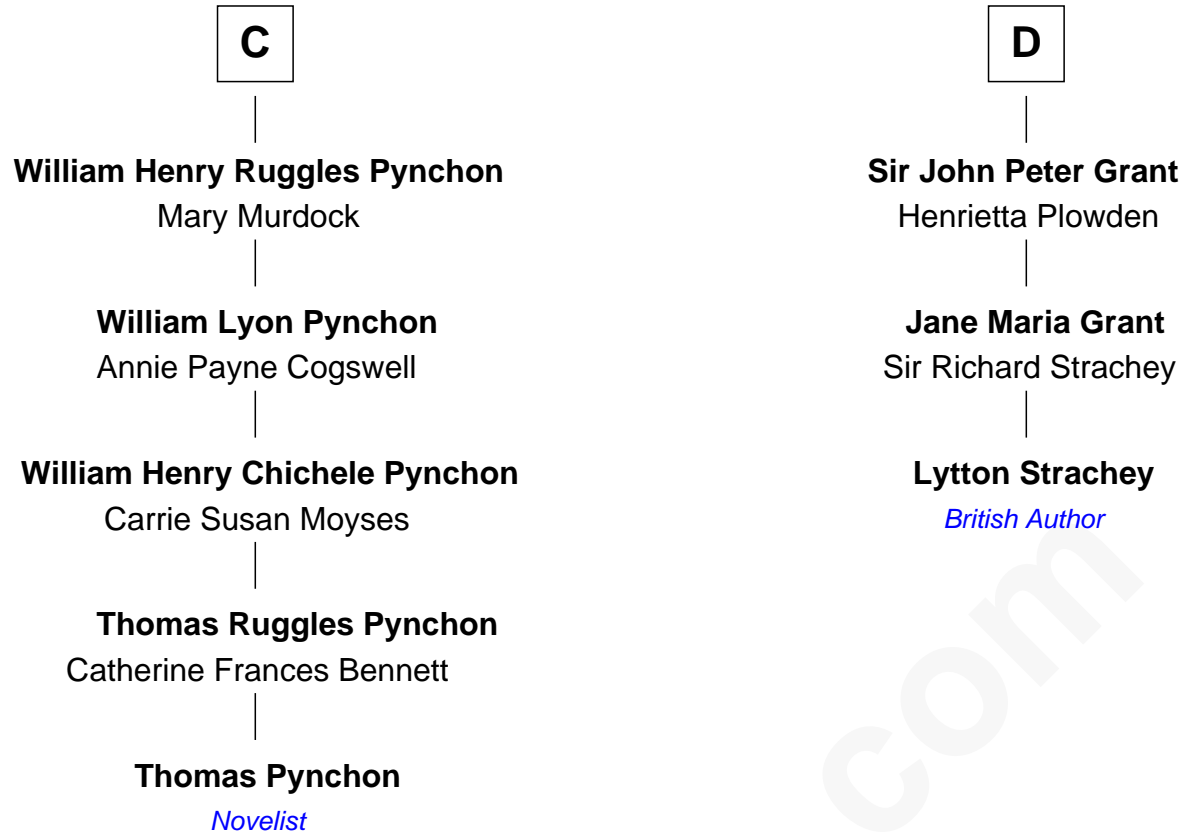 C
William Henry Ruggles Pynchon
Mary Murdock
William Lyon Pynchon
Annie Payne Cogswell
William Henry Chichele Pynchon
Carrie Susan Moyses
Thomas Ruggles Pynchon
Catherine Frances Bennett
Thomas Pynchon
Novelist
D
Sir John Peter Grant
Henrietta Plowden
Jane Maria Grant
Sir Richard Strachey
Lytton Strachey
British Author
com